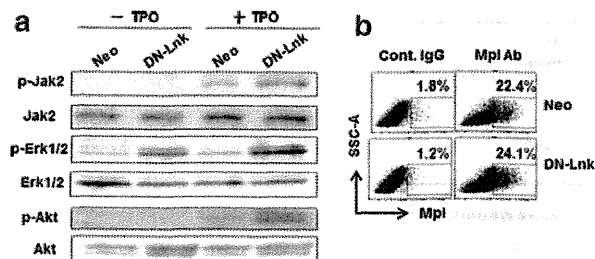 a
− TPO
+ TPO
Neo
DN-Lnk
Neo
DN-Lnk
p-Jak2
Jak2
p-Erk1/2
Erk1/2
p-Akt
Akt
b
Cont. IgG
Mpl Ab
1.8%
22.4%
Neo
1.2%
24.1%
DN-Lnk
SSC-A
Mpl